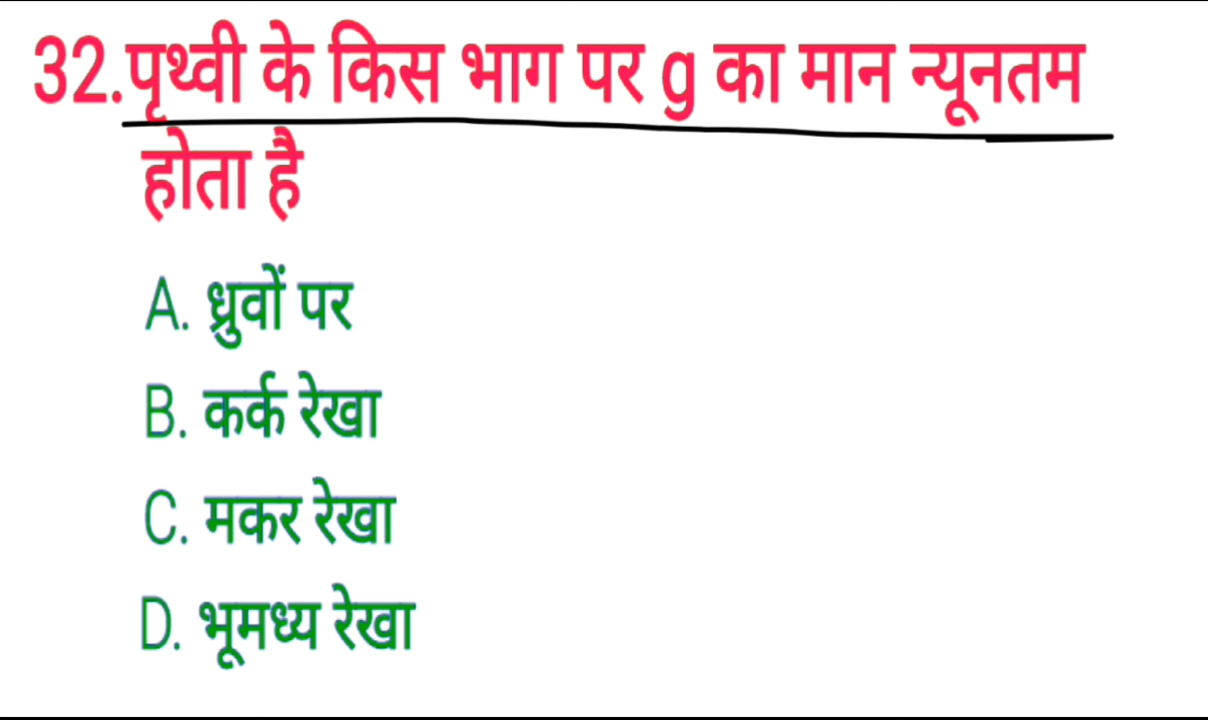 32.पृथ्वी के किस भाग पर g का मान न्यूनतम
होता है
A. ध्रुवों पर
B. कर्क रेखा
C. मकर रेखा
D. भूमध्य रेखा